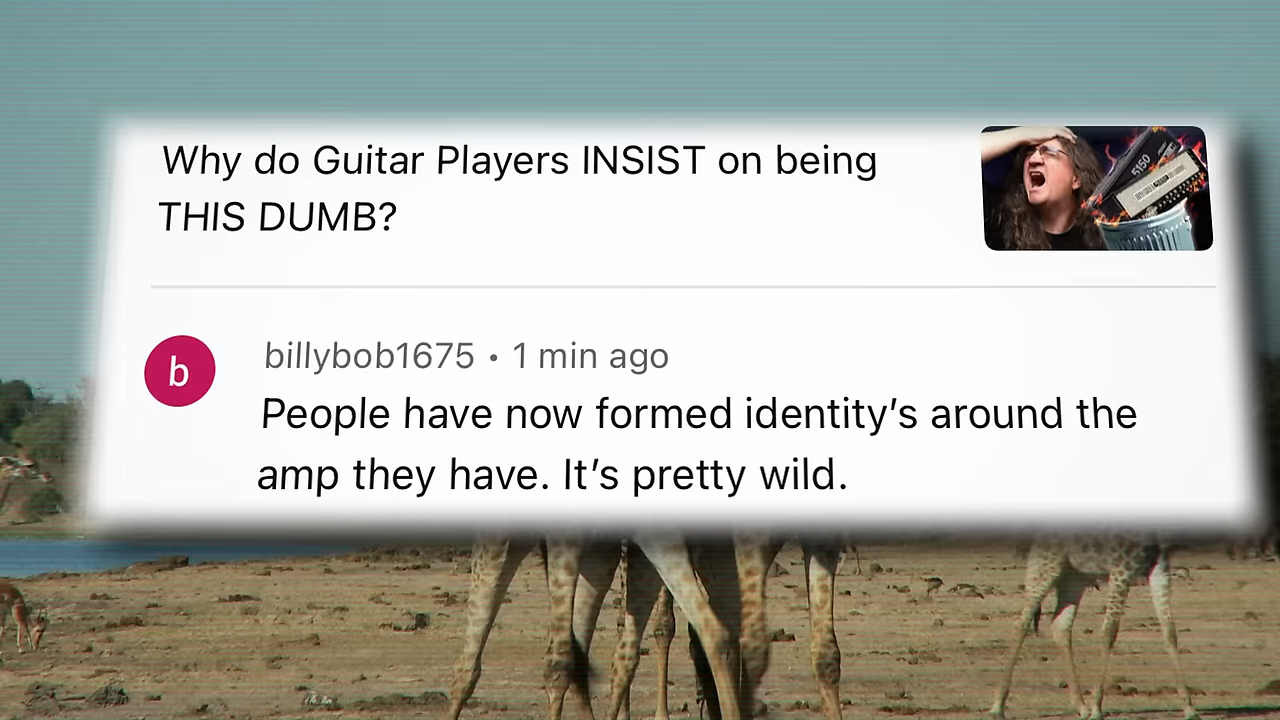 Why do Guitar Players INSIST on being
THIS DUMB?
5150
b
billybob1675 • 1 min ago
People have now formed identity’s around the
amp they have. It’s pretty wild.